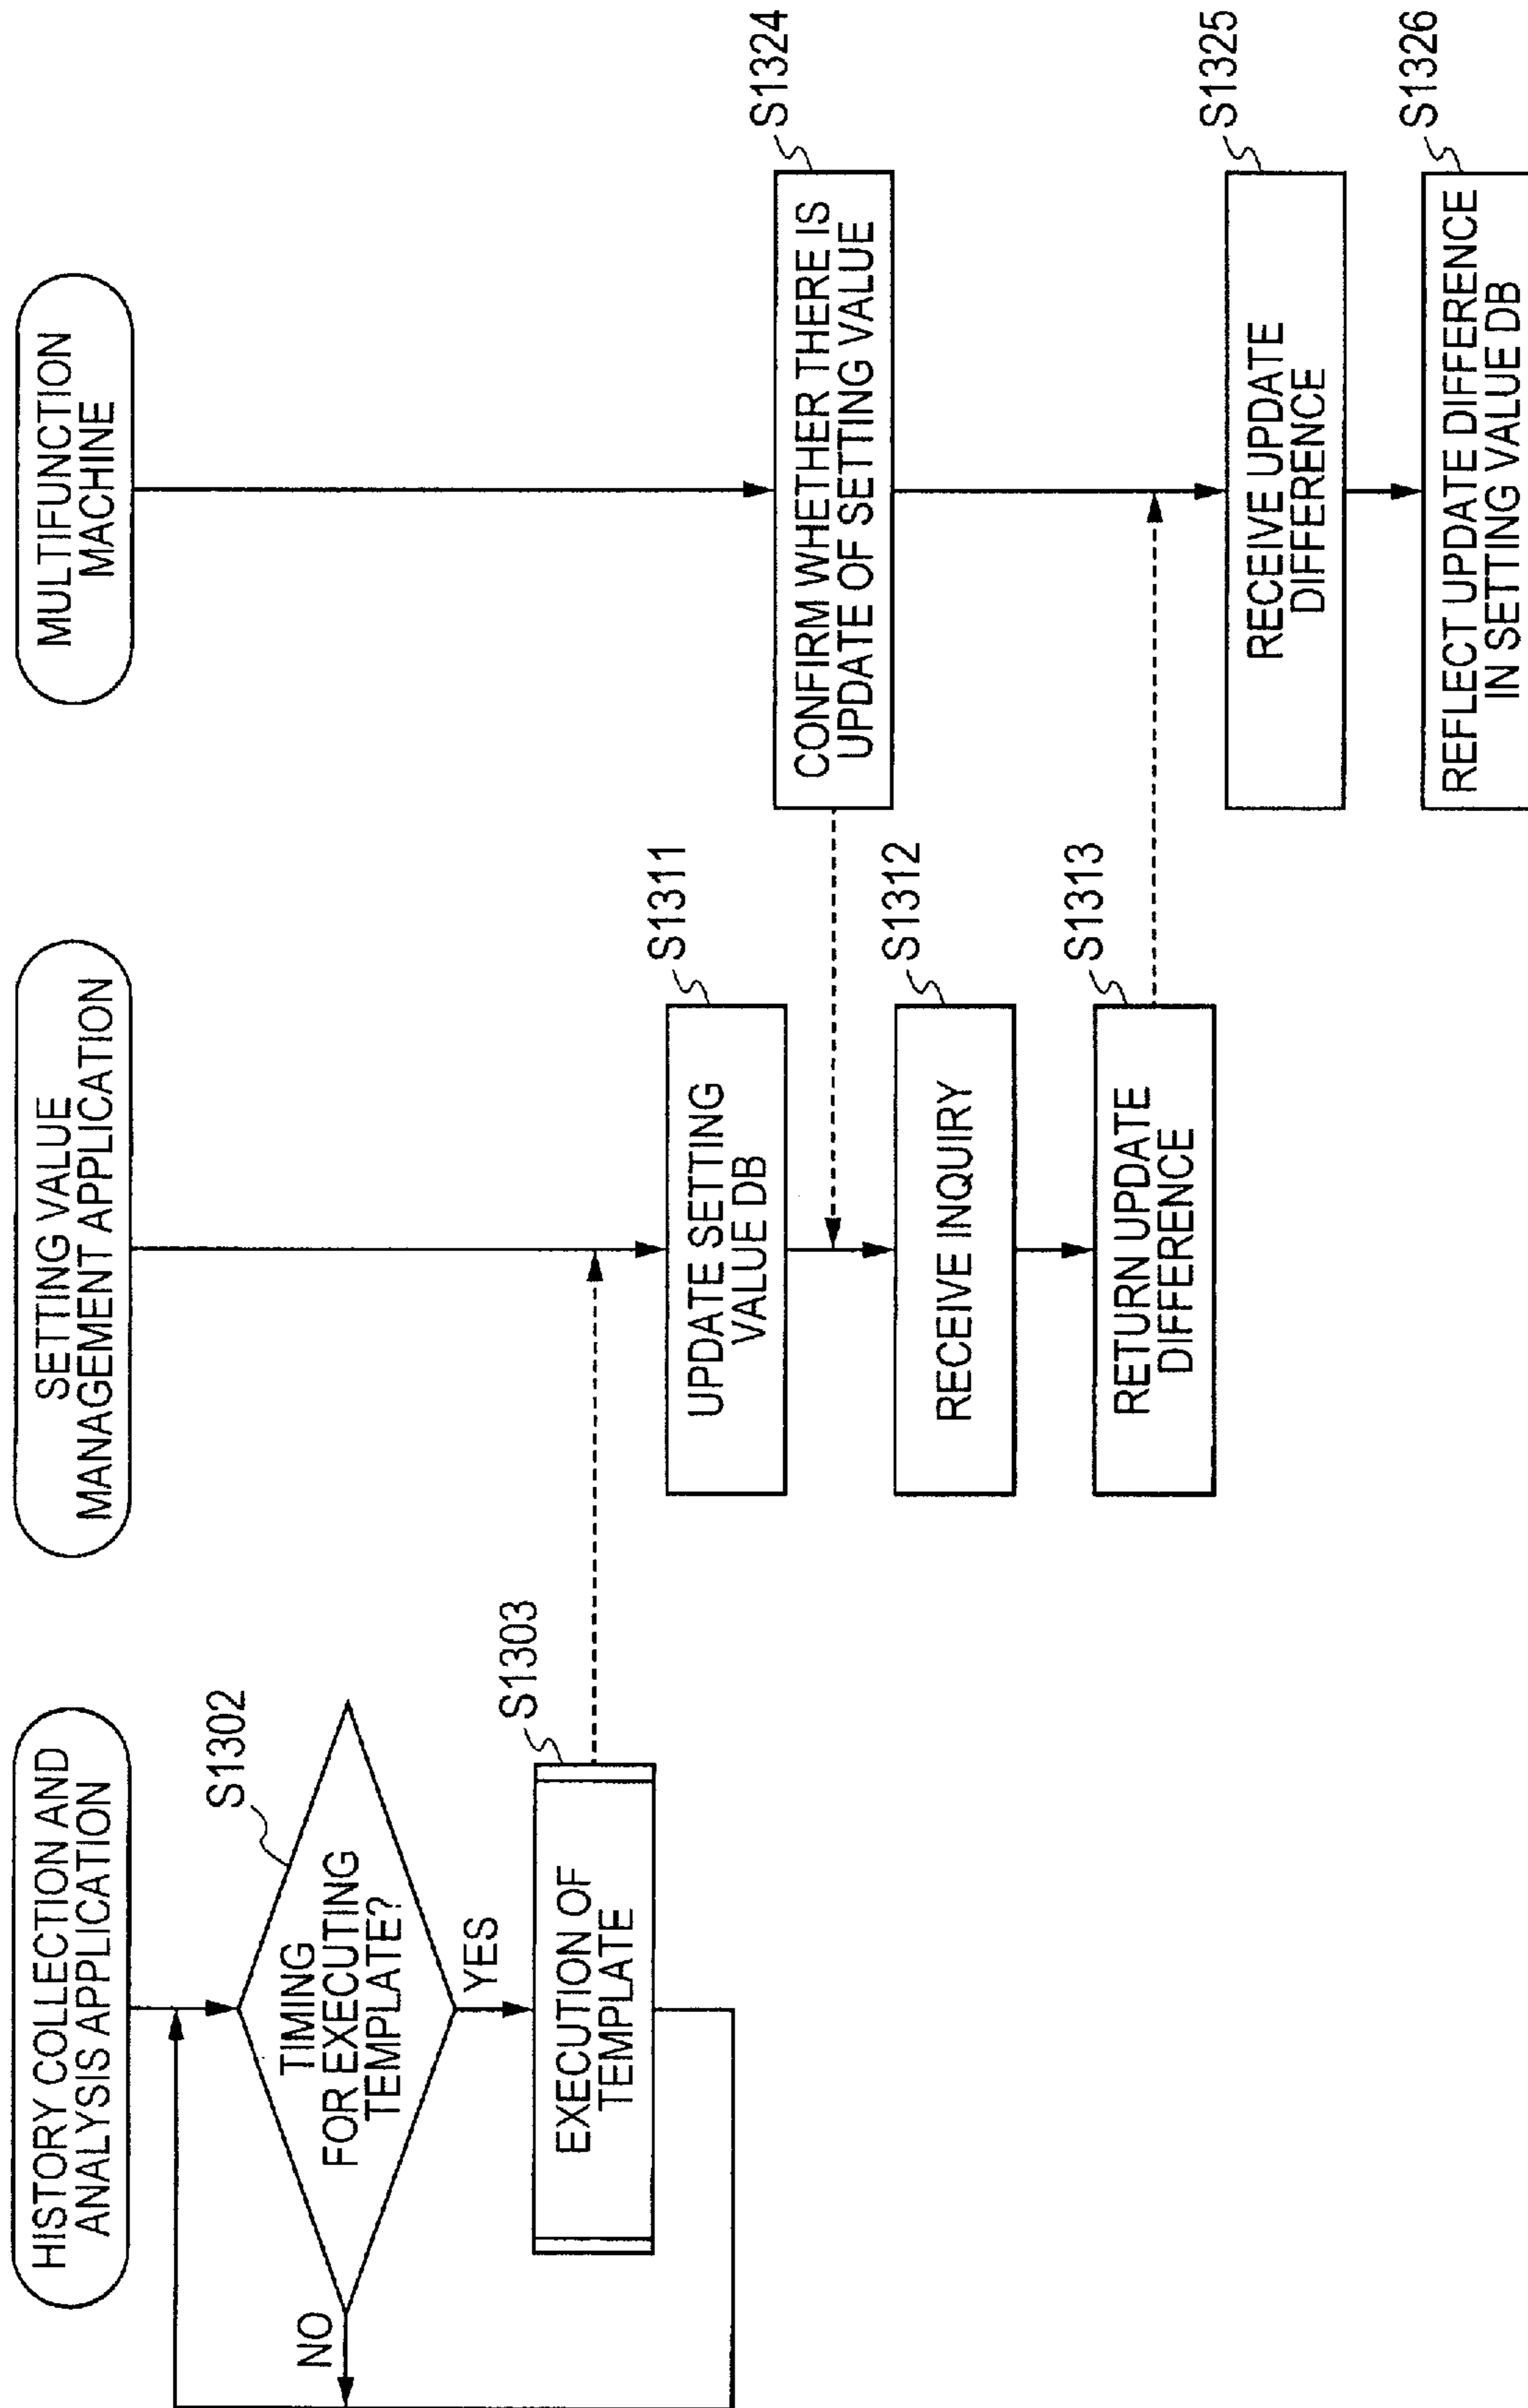 HISTORY COLLECTION AND
ANALYSIS APPLICATION
S1302
TIMING
FOR EXECUTING
TEMPLATE?
NO
YES
S1303
EXECUTION OF
TEMPLATE
SETTING VALUE
MANAGEMENT APPLICATION
S1311
UPDATE SETTING
VALUE DB
S1312
RECEIVE INQUIRY
S1313
RETURN UPDATE
DIFFERENCE
MULTIFUNCTION
MACHINE
S1324
CONFIRM WHETHER THERE IS
UPDATE OF SETTING VALUE
S1325
RECEIVE UPDATE
DIFFERENCE
S1326
REFLECT UPDATE DIFFERENCE
IN SETTING VALUE DB